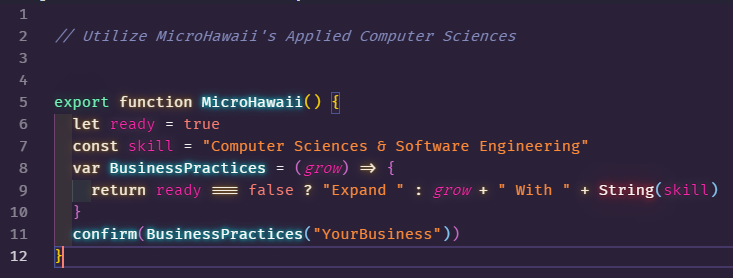 1
2 // Utilize MicroHawaii's Applied Computer Sciences
3
4
5 export function MicroHawaii() {
6 let ready = true
7 const skill = "Computer Sciences & Software Engineering"
8 var BusinessPractices = (grow) => {
9 return ready === false ? "Expand " : grow + " With " + String(skill)
10 }
11 confirm(BusinessPractices("YourBusiness"))
12 }